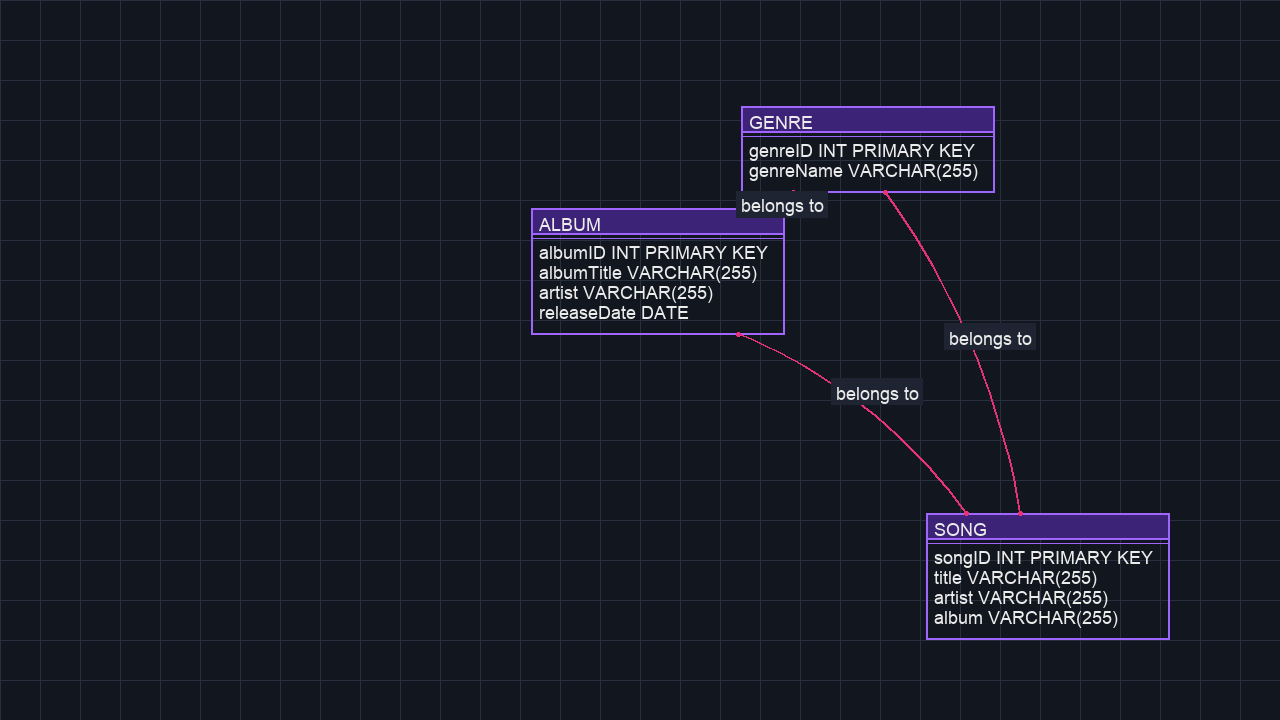 GENRE
genreID INT PRIMARY KEY
genreName VARCHAR(255)
belongs to
ALBUM
albumID INT PRIMARY KEY
albumTitle VARCHAR(255)
artist VARCHAR(255)
releaseDate DATE
belongs to
belongs to
SONG
songID INT PRIMARY KEY
title VARCHAR(255)
artist VARCHAR(255)
album VARCHAR(255)